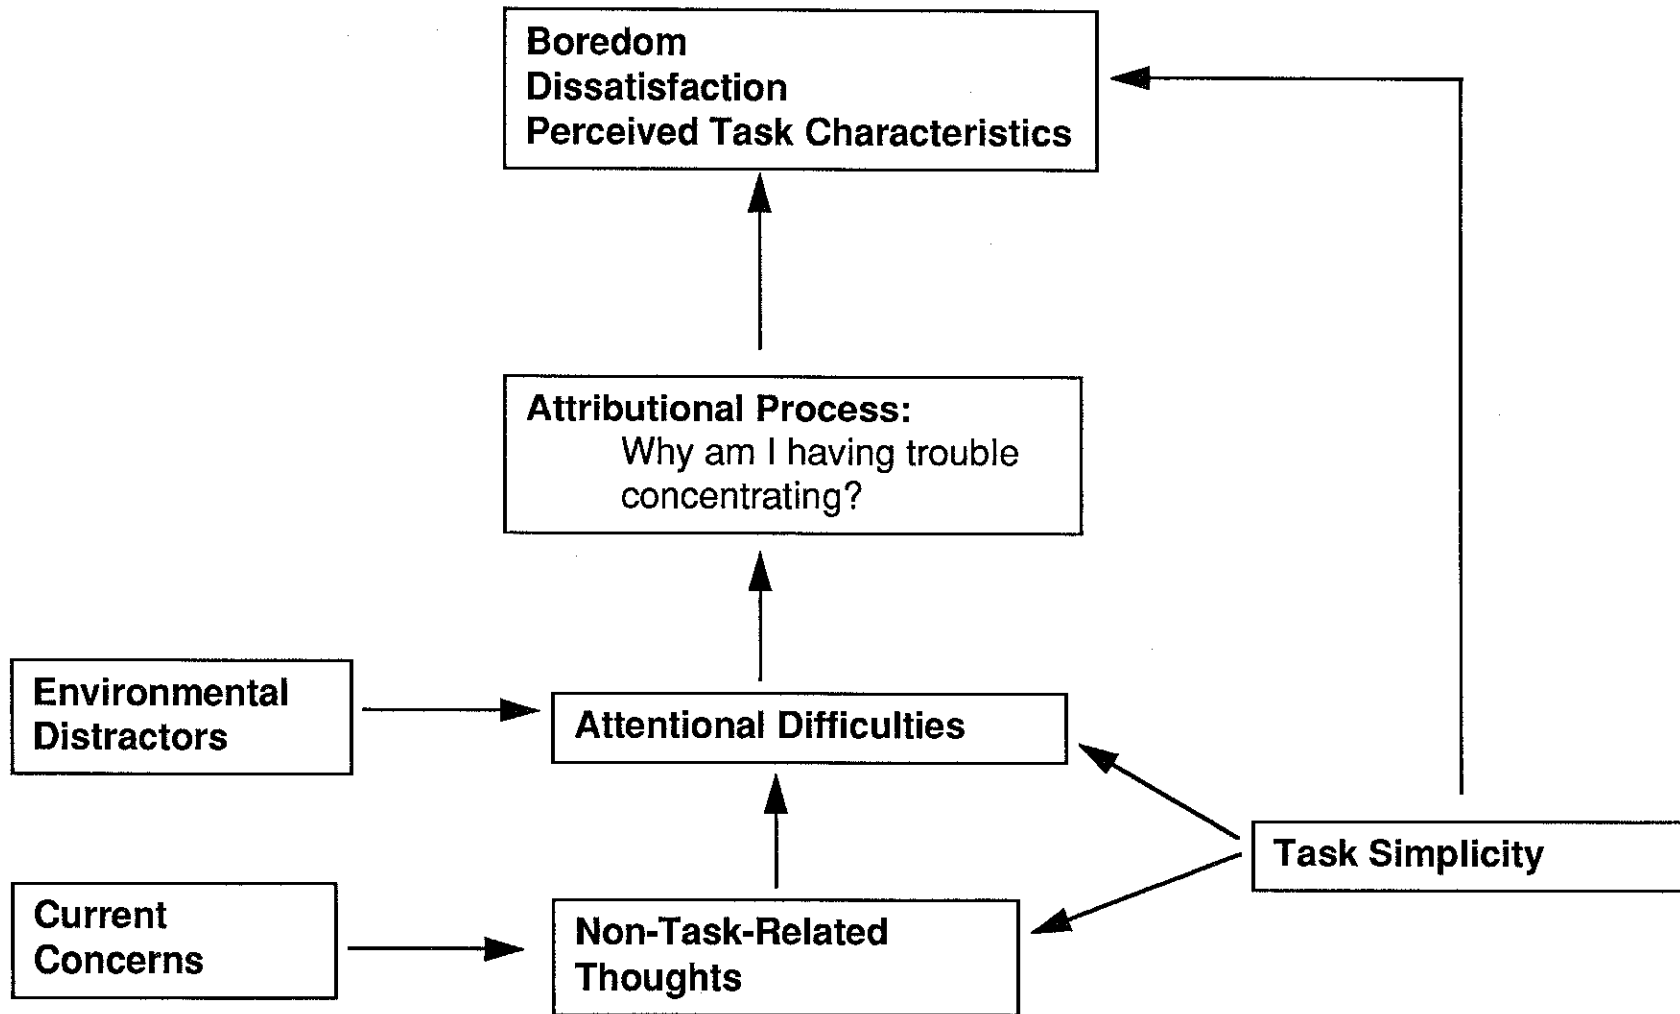 Boredom
Dissatisfaction
Perceived Task Characteristics
Attributional Process:
Why am I having trouble
concentrating?
Environmental
Distractors
Attentional Difficulties
Task Simplicity
Current
Concerns
Non-Task-Related
Thoughts